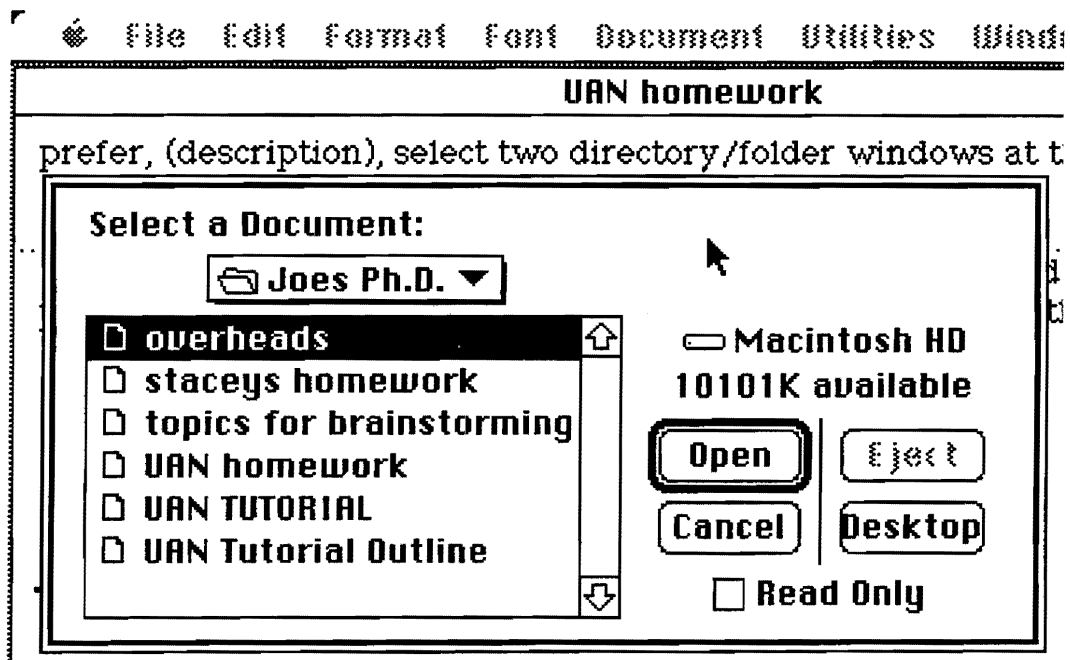 File Edit Format Font Document Utilities
UAN homework
prefer, (description), select two directory/folder windows at
Select a Document:
Joes Ph.D.
overheads
staceys homework
topics for brainstorming
UAN homework
UAN TUTORIAL
UAN Tutorial Outline
Macintosh HD
10101K available
Open
Eject
Cancel
Desktop
Read Only